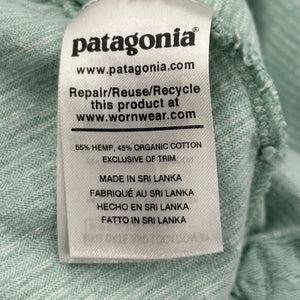 patagonia®
www.patagonia.com
Repair/Reuse/Recycle
this product at
www.wornwear.com
55% HEMP, 45% ORGANIC COTTON
EXCLUSIVE OF TRIM
MADE IN SRI LANKA
FABRIQUÉ AU SRI LANKA
HECHO EN SRI LANKA
FATTO IN SRI LANKA